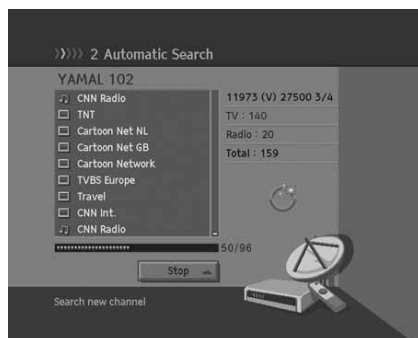 2 Automatic Search
YAMAL 102
CNN Radio
TNT
Cartoon Net NL
Cartoon Net GB
Cartoon Network
TVBS Europe
Travel
CNN Int.
CNN Radio
11973 (V) 27500 3/4
TV : 140
Radio : 20
Total : 159
50/96
Stop
Search new channel